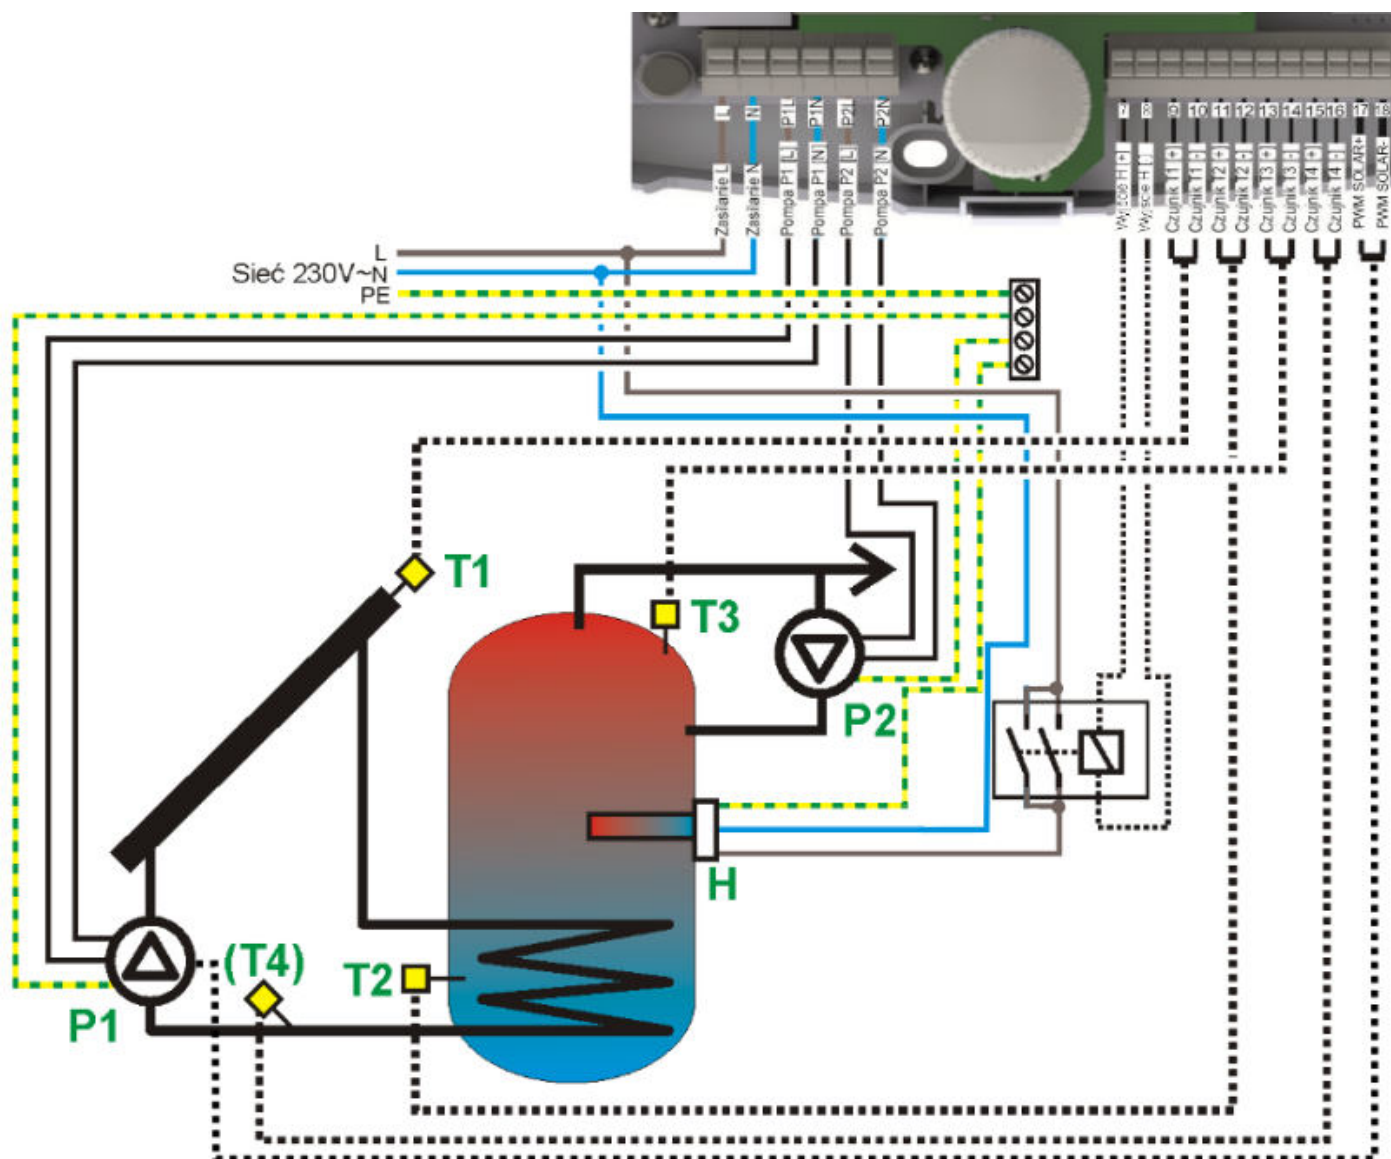 L
N
P1L
P1N
P2L
P2N
7
8
9
10
11
12
13
14
15
16
17
18
Zasilanie L
Zasilanie N
Pompa P1 [L]
Pompa P1 [N]
Pompa P2 [L]
Pompa P2 [N]
Wyjście H [+]
Wyjście H [-]
Czujnik T1 [+]
Czujnik T1 [-]
Czujnik T2 [+]
Czujnik T2 [-]
Czujnik T3 [+]
Czujnik T3 [-]
Czujnik T4 [+]
Czujnik T4 [-]
PWM SOLAR+
PWM SOLAR-
L
Sieć 230V~N
PE
T1
T3
P2
H
(T4)
T2
P1